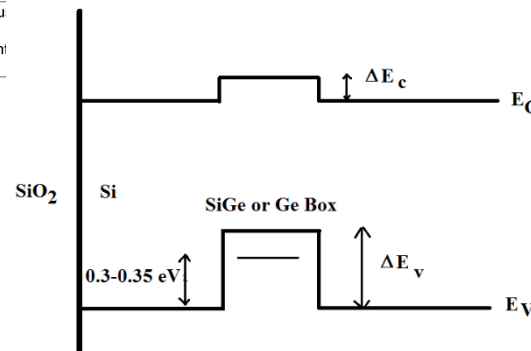 ΔE c
E
SiO2 Si
SiGe or Ge Box
0.3-0.35 eV
ΔE v
E V